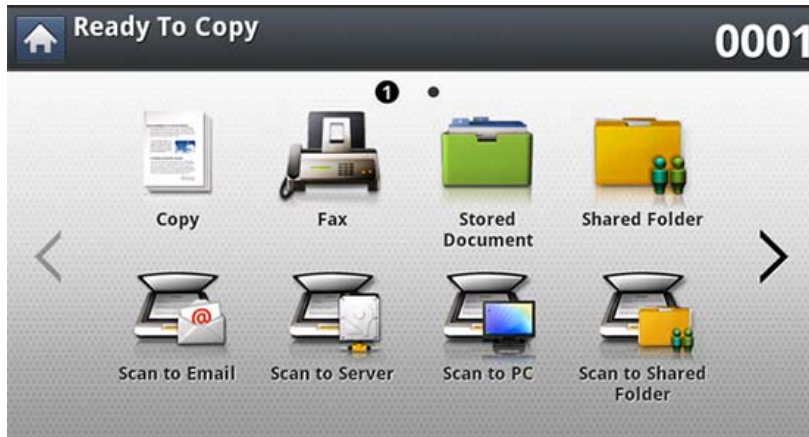 Ready To Copy
0001
1
Copy
Fax
Stored
Document
Shared Folder
Scan to Email
Scan to Server
Scan to PC
Scan to Shared
Folder